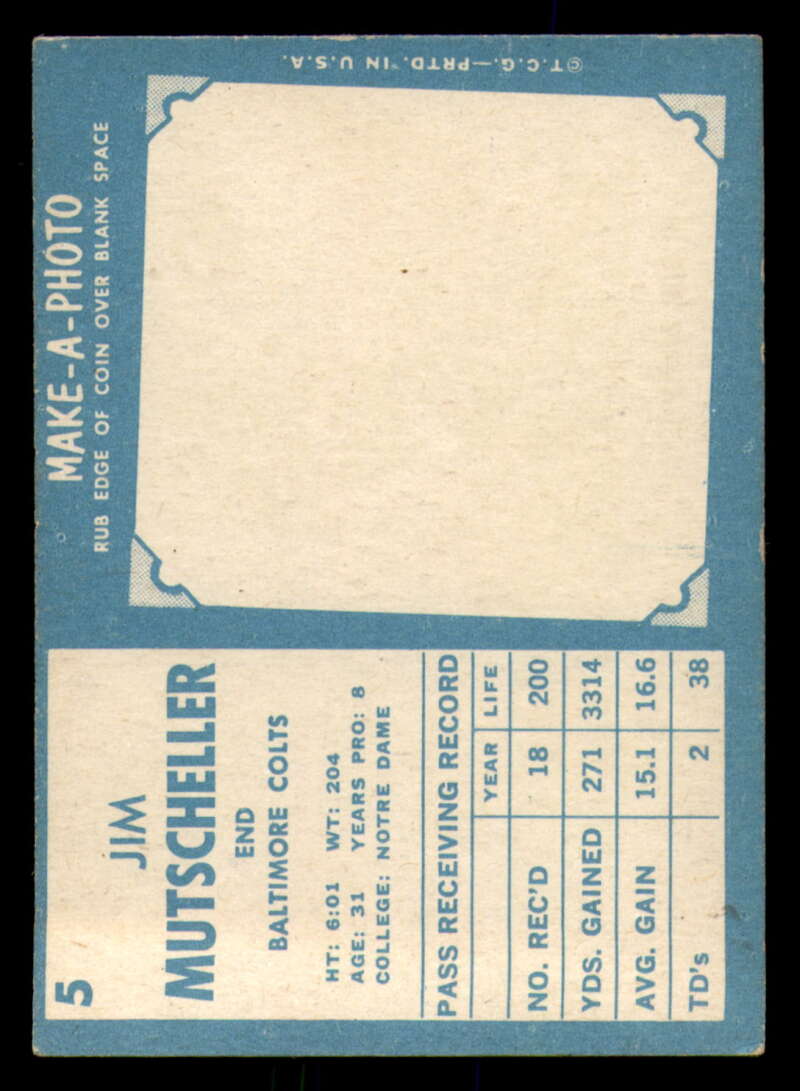 5
JIM
MUTSCHELLER
END
BALTIMORE COLTS
HT: 6:01 WT: 204
AGE: 31 YEARS PRO: 8
COLLEGE: NOTRE DAME
PASS RECEIVING RECORD
YEAR LIFE
NO. REC'D 18 200
YDS. GAINED 271 3314
AVG. GAIN 15.1 16.6
TD's 2 38
MAKE-A-PHOTO
RUB EDGE OF COIN OVER BLANK SPACE
©T.C.G.—PRTD. IN U.S.A.